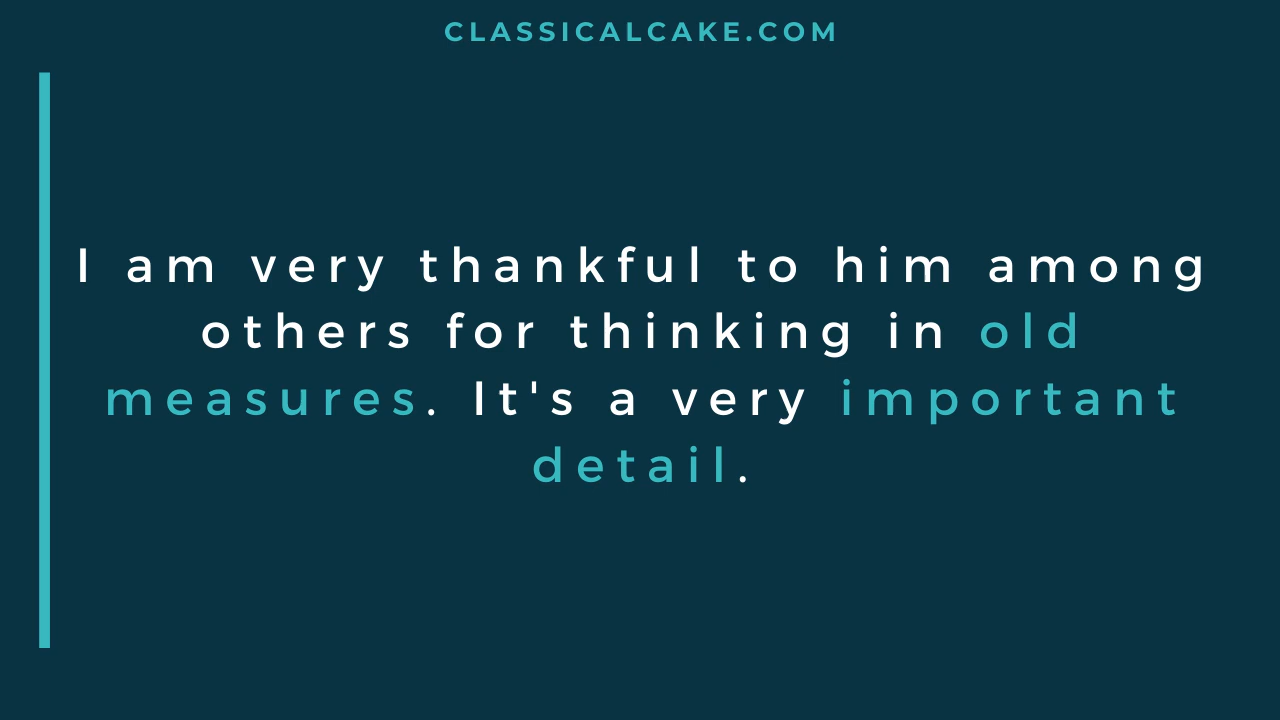 CLASSICALCAKE.COM
I am very thankful to him among
others for thinking in old
measures. It's a very important
detail.